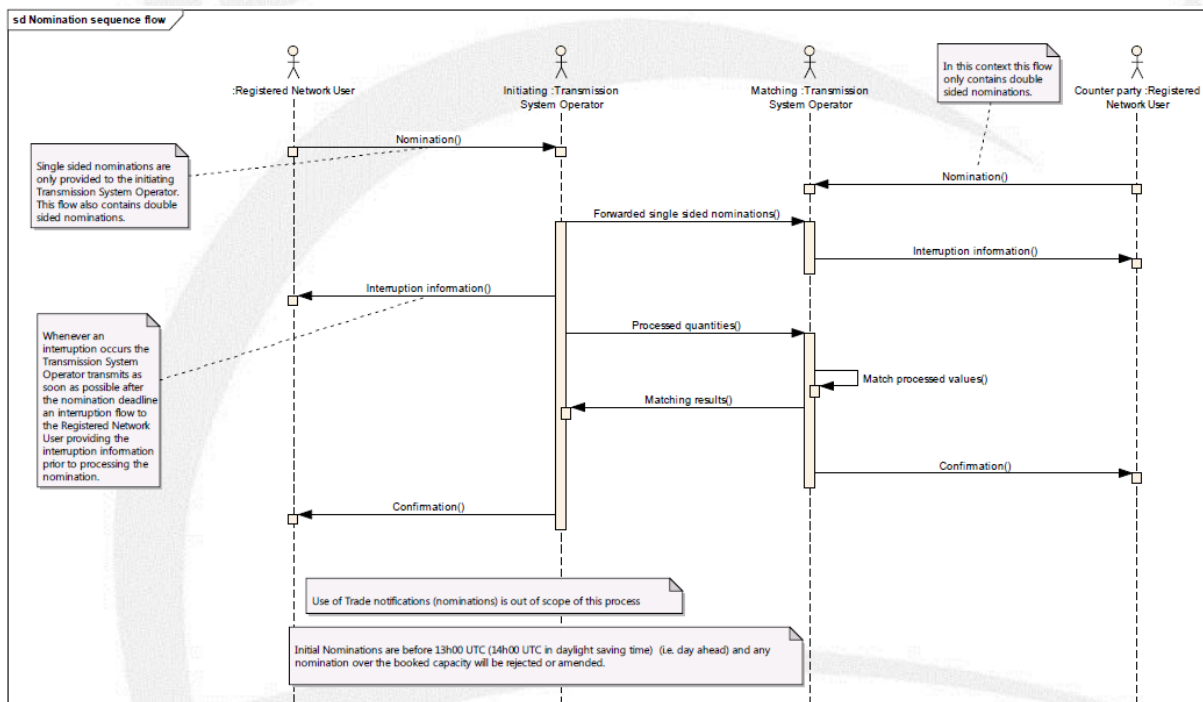 sd Nomination sequence flow
:Registered Network User
Initiating :Transmission
System Operator
Matching :Transmission
System Operator
Counter party :Registered
Network User
In this context this flow
only contains double
sided nominations.
Nomination()
Single sided nominations are
only provided to the initiating
Transmission System Operator.
This flow also contains double
sided nominations.
Nomination()
Forwarded single sided nominations()
Interruption information()
Interruption information()
Whenever an
interruption occurs the
Transmission System
Operator transmits as
soon as possible after
the nomination deadline
an interruption flow to
the Registered Network
User providing the
interruption information
prior to processing the
nomination.
Processed quantities()
Match processed values()
Matching results()
Confirmation()
Confirmation()
Use of Trade notifications (nominations) is out of scope of this process
Initial Nominations are before 13h00 UTC (14h00 UTC in daylight saving time) (i.e. day ahead) and any
nomination over the booked capacity will be rejected or amended.